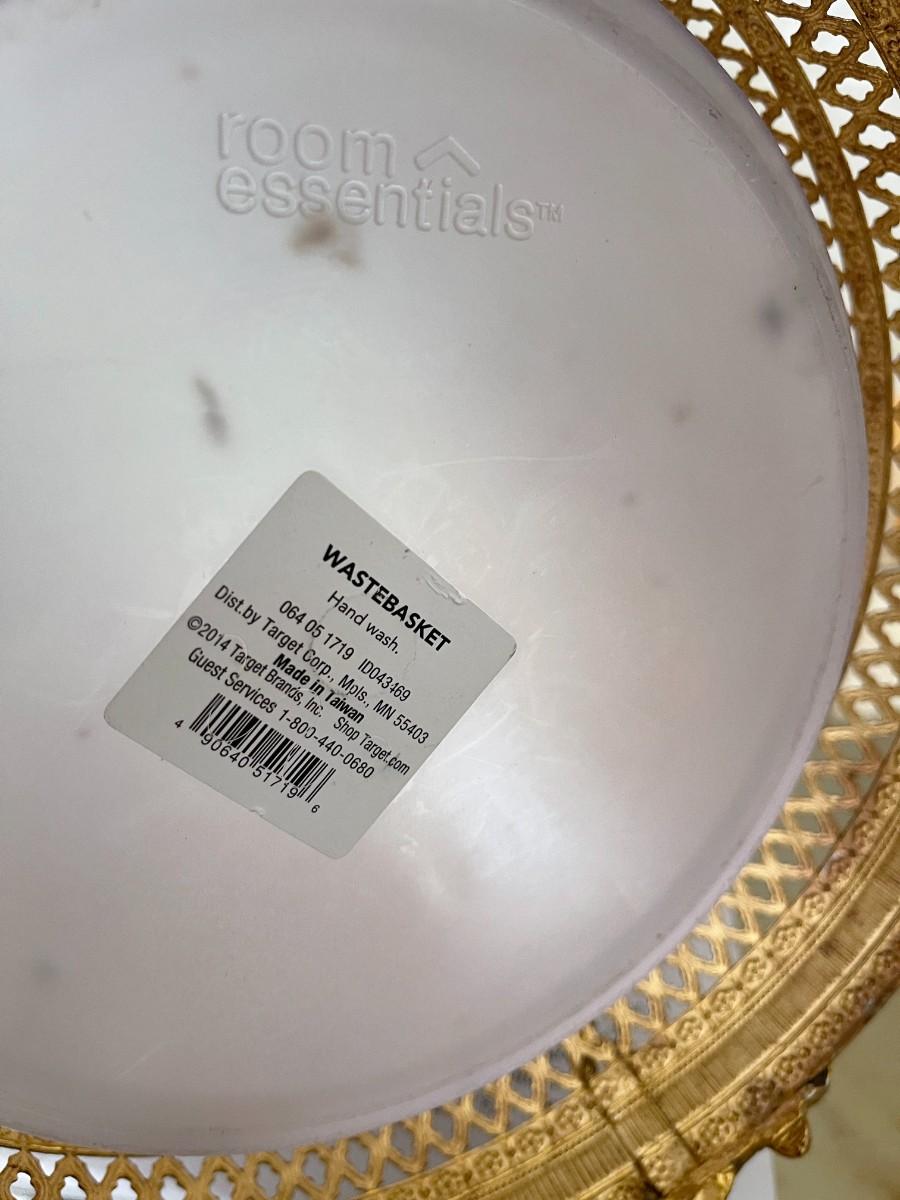 room
essentials™
WASTEBASKET
Hand wash.
064 05 1719 ID043469
Dist.by Target Corp., Mpls., MN 55403
Made in Taiwan
©2014 Target Brands, Inc. Shop Target.com
Guest Services 1-800-440-0680
4 90640 51719 6